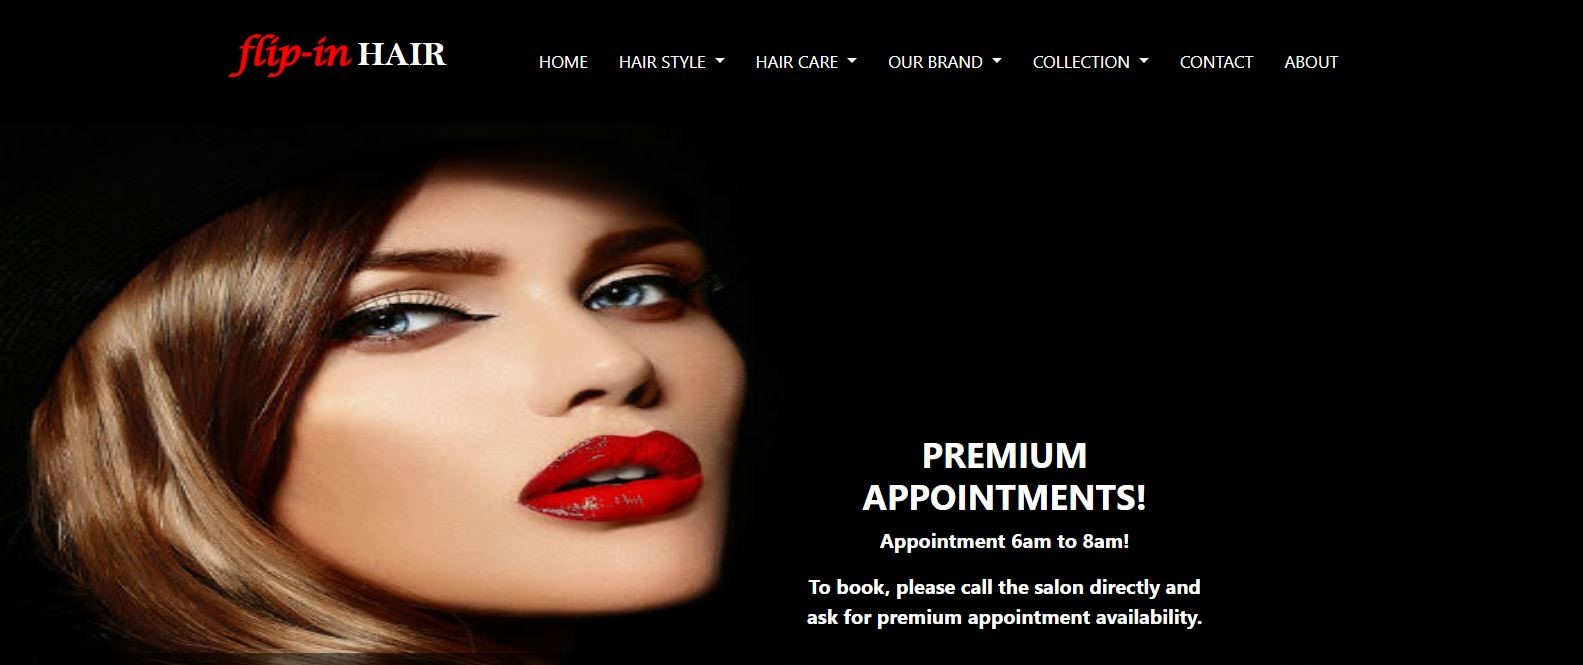 flip-in HAIR
HOME HAIR STYLE HAIR CARE OUR BRAND COLLECTION CONTACT ABOUT
PREMIUM
APPOINTMENTS!
Appointment 6am to 8am!
To book, please call the salon directly and
ask for premium appointment availability.